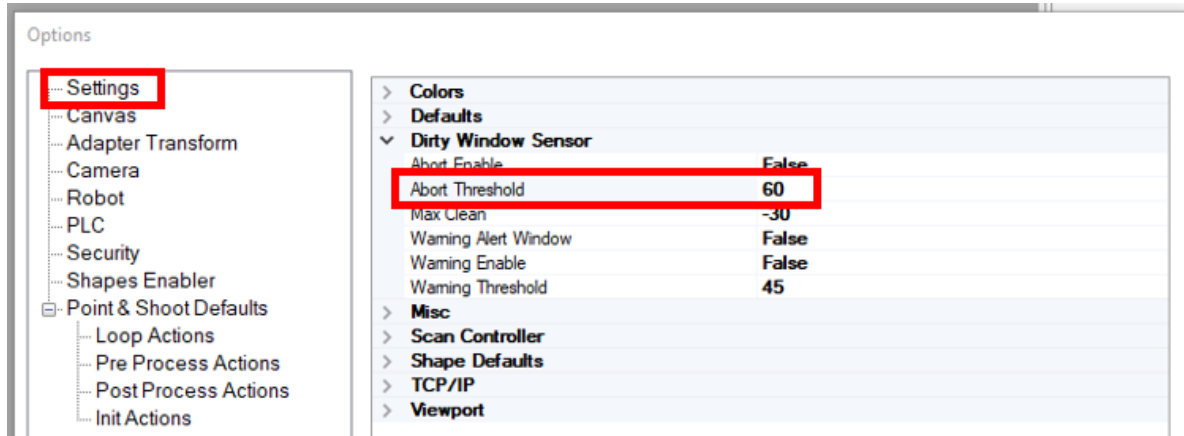 Options
Settings
Canvas
Adapter Transform
Camera
Robot
PLC
Security
Shapes Enabler
Point & Shoot Defaults
Loop Actions
Pre Process Actions
Post Process Actions
Init Actions
Colors
Defaults
Dirty Window Sensor
Abort Enable False
Abort Threshold 60
Max Clean -30
Warning Alert Window False
Warning Enable False
Warning Threshold 45
Misc
Scan Controller
Shape Defaults
TCP/IP
Viewport